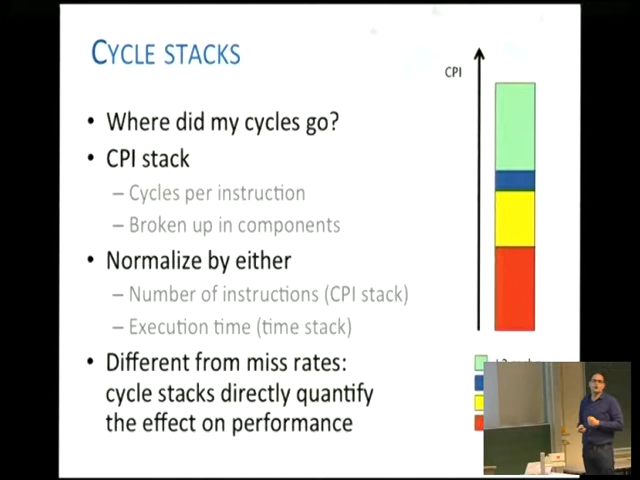 CYCLE STACKS
CPI
• Where did my cycles go?
• CPI stack
– Cycles per instruction
– Broken up in components
• Normalize by either
– Number of instructions (CPI stack)
– Execution time (time stack)
• Different from miss rates:
cycle stacks directly quantify
the effect on performance